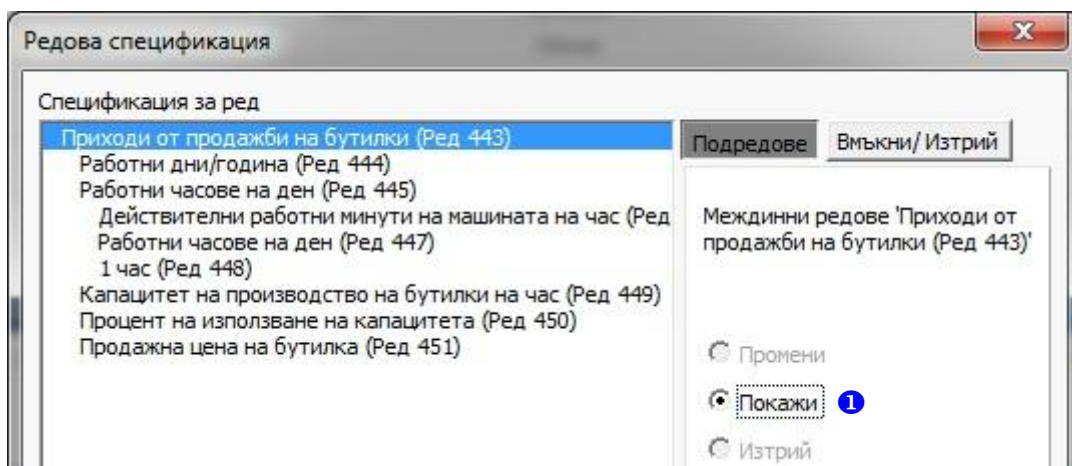 Редова спецификация
Спецификация за ред
Приходи от продажби на бутилки (Ред 443)
Работни дни/година (Ред 444)
Работни часове на ден (Ред 445)
Действителни работни минути на машината на час (Ред
Работни часове на ден (Ред 447)
1 час (Ред 448)
Капацитет на производство на бутилки на час (Ред 449)
Процент на използване на капацитета (Ред 450)
Продажна цена на бутилка (Ред 451)
Подредове Вмъкни/ Изтрий
Междинни редове 'Приходи от
продажби на бутилки (Ред 443)'
Промени
Покажи ❶
Изтрий